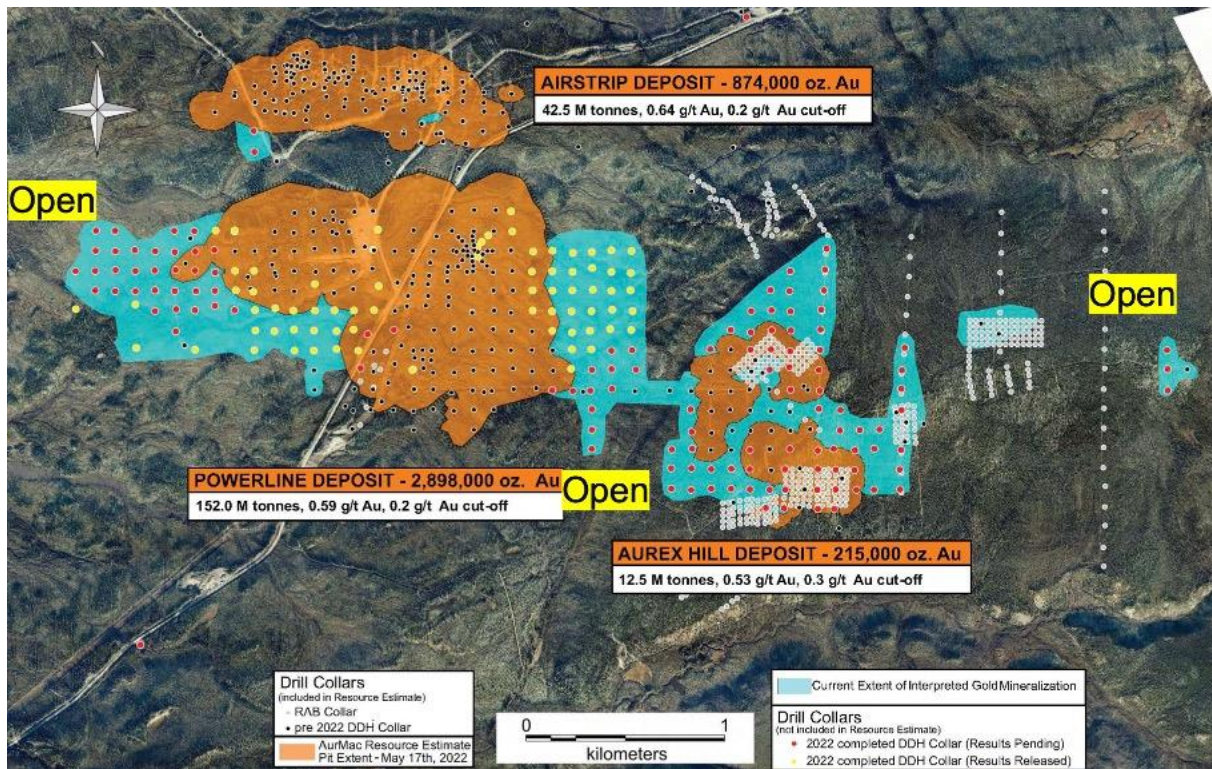 AIRSTRIP DEPOSIT - 874,000 oz. Au
42.5 M tonnes, 0.64 g/t Au, 0.2 g/t Au cut-off
Open
Open
POWERLINE DEPOSIT - 2,898,000 oz. Au
152.0 M tonnes, 0.59 g/t Au, 0.2 g/t Au cut-off
Open
AUREX HILL DEPOSIT - 215,000 oz. Au
12.5 M tonnes, 0.53 g/t Au, 0.3 g/t Au cut-off
Drill Collars
(included in Resource Estimate)
RAB Collar
pre 2022 DDH Collar
AurMac Resource Estimate
Pit Extent - May 17th, 2022
0 1
kilometers
Current Extent of Interpreted Gold Mineralization
Drill Collars
(not included in Resource Estimate)
2022 completed DDH Collar (Results Pending)
2022 completed DDH Collar (Results Released)